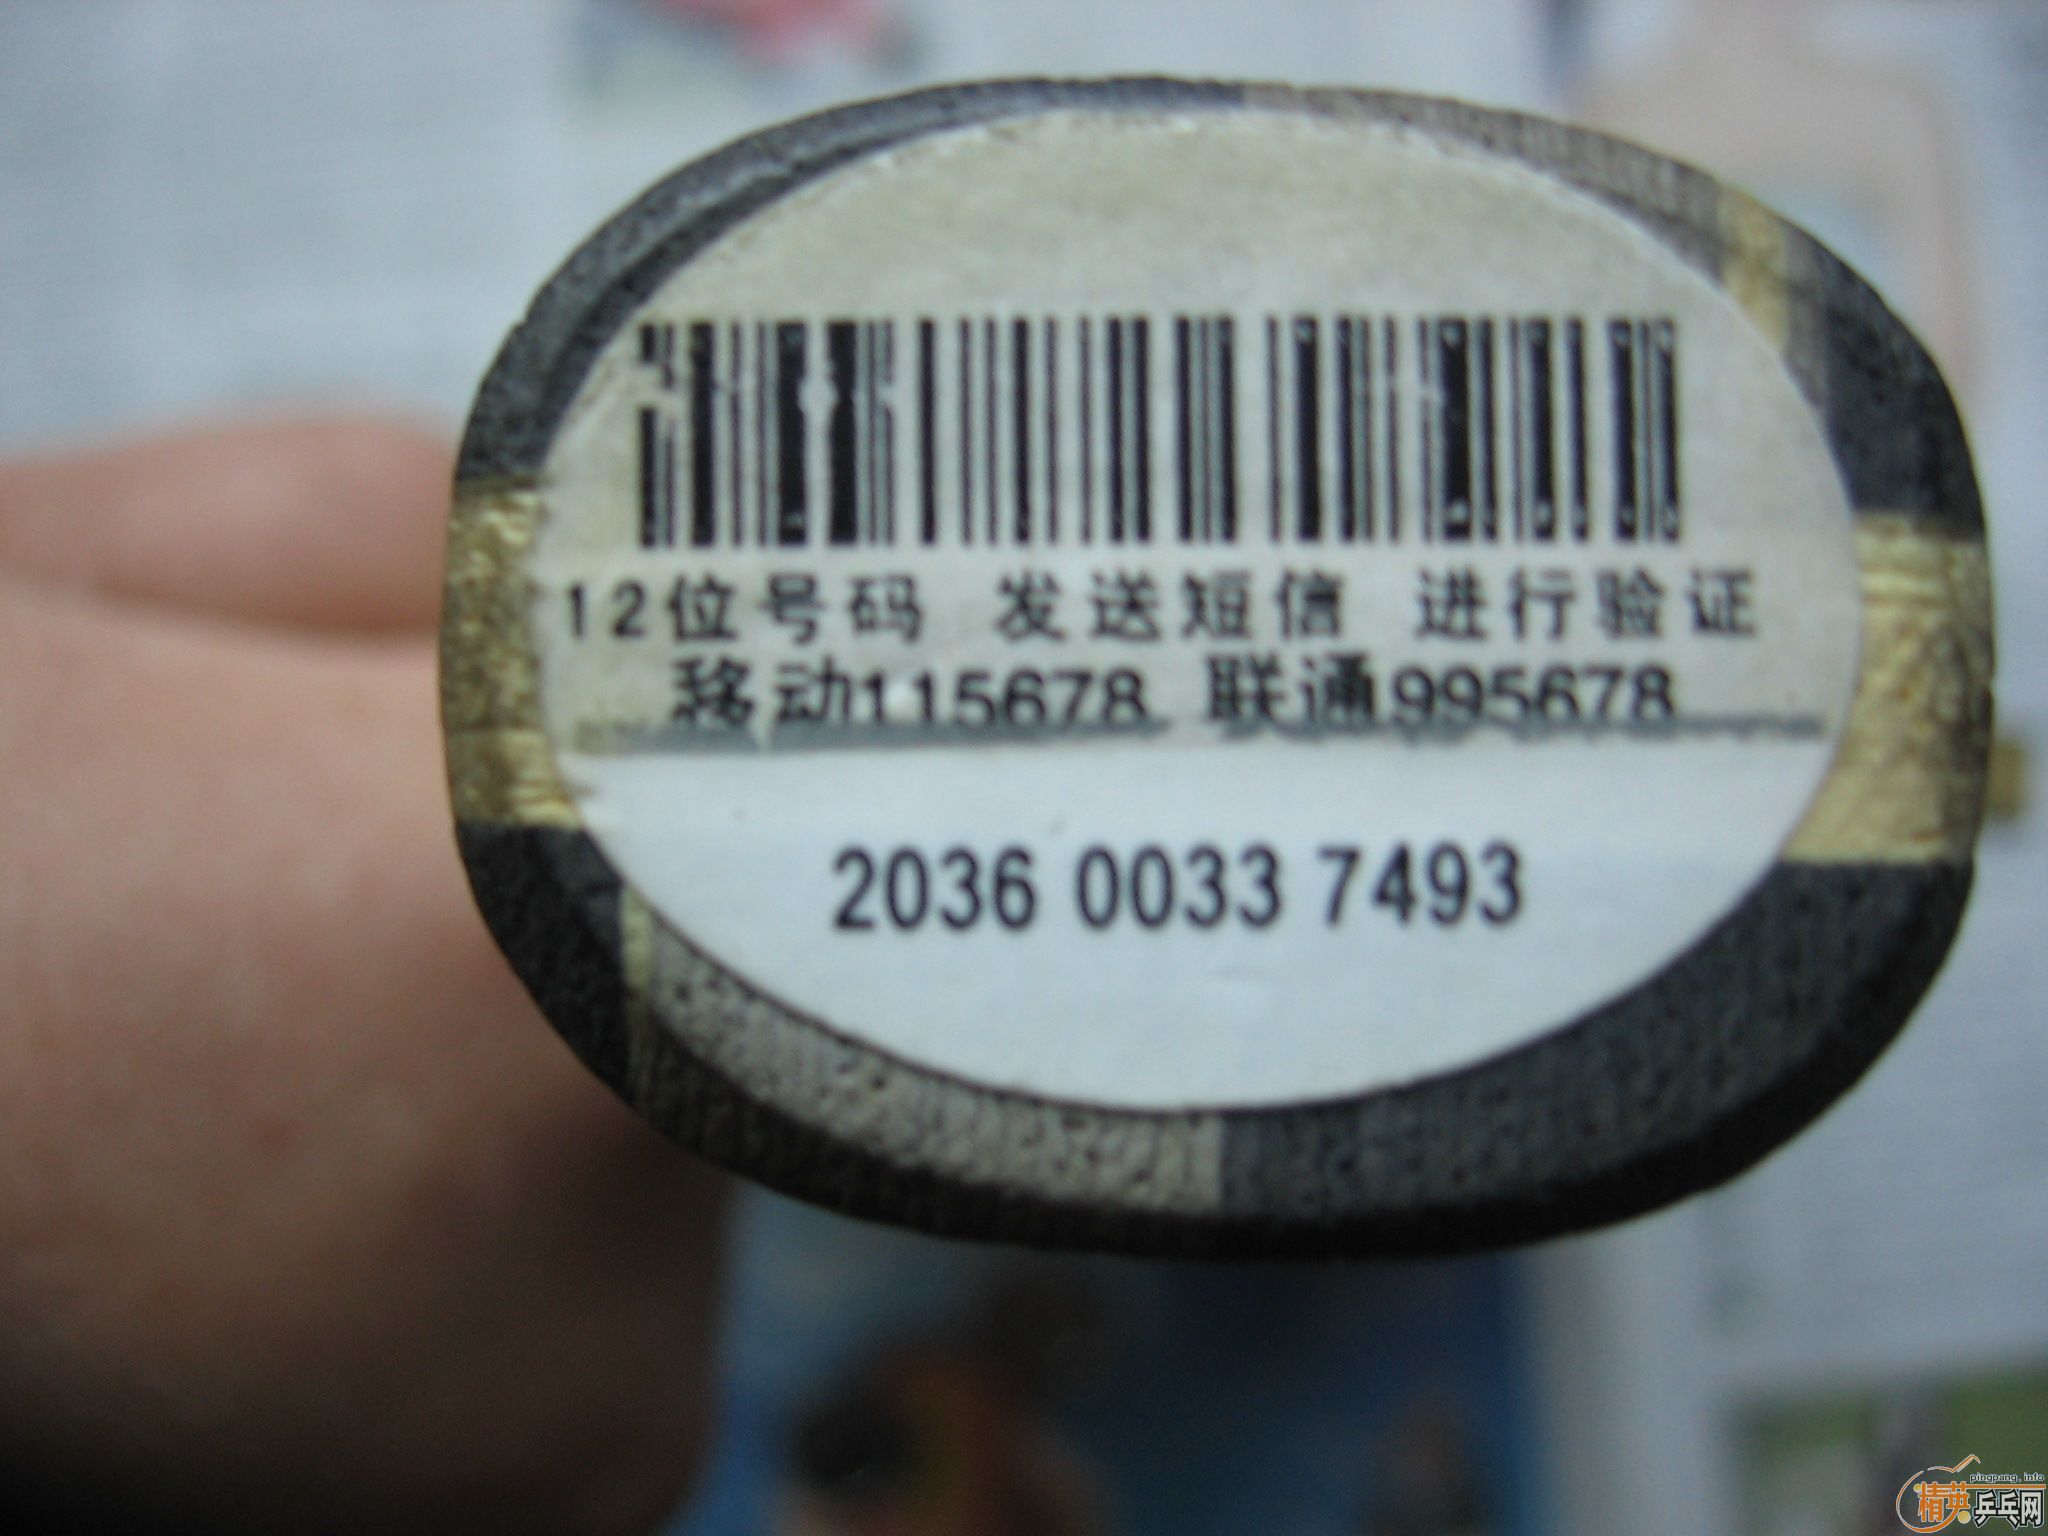 12位号码 发送短信 进行验证
移动115678 联通995678
2036 0033 7493
pingpang.info
精英乒乓网